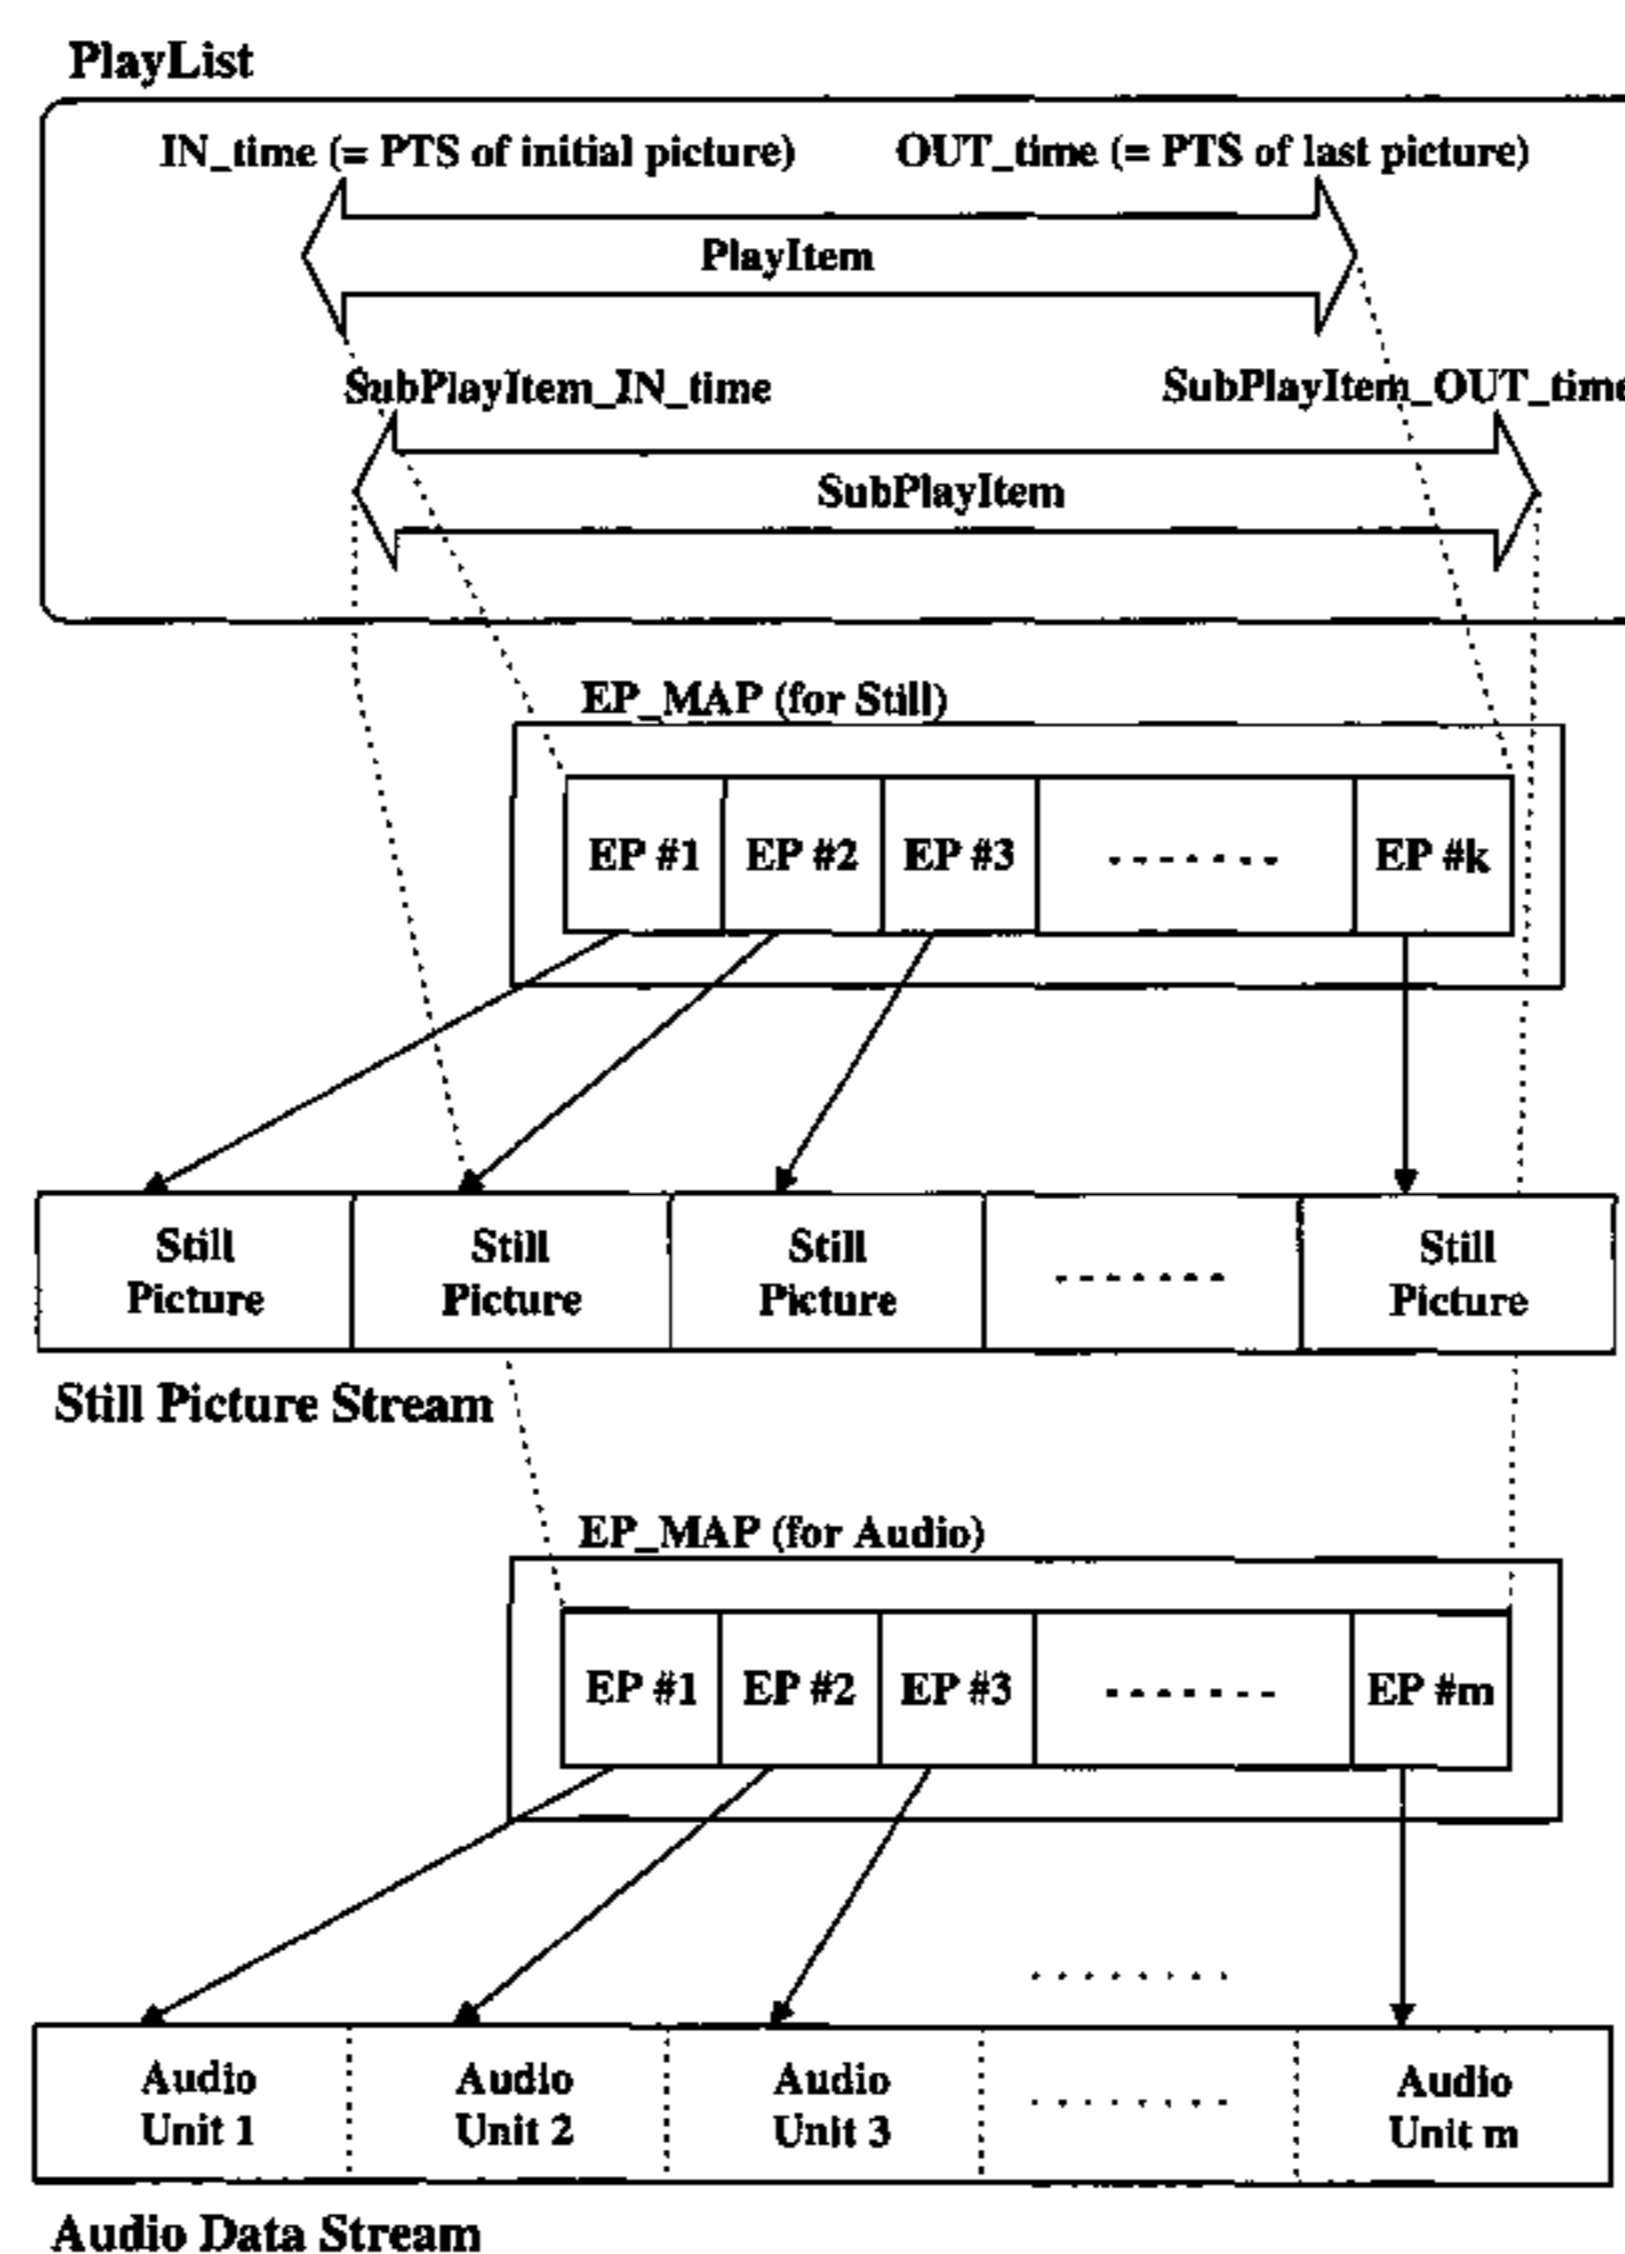 PlayList
IN_time (= PTS of initial picture) OUT_time (= PTS of last picture)
PlayItem
SubPlayItem_IN_time SubPlayItem_OUT_time
SubPlayItem
EP_MAP (for Still)
EP #1 EP #2 EP #3 ------- EP #k
Still Still Still Still
Picture Picture Picture ------- Picture
Still Picture Stream
EP_MAP (for Audio)
EP #1 EP #2 EP #3 ------- EP #m
Audio Audio Audio Audio
Unit 1 Unit 2 Unit 3 ........ Unit m
Audio Data Stream